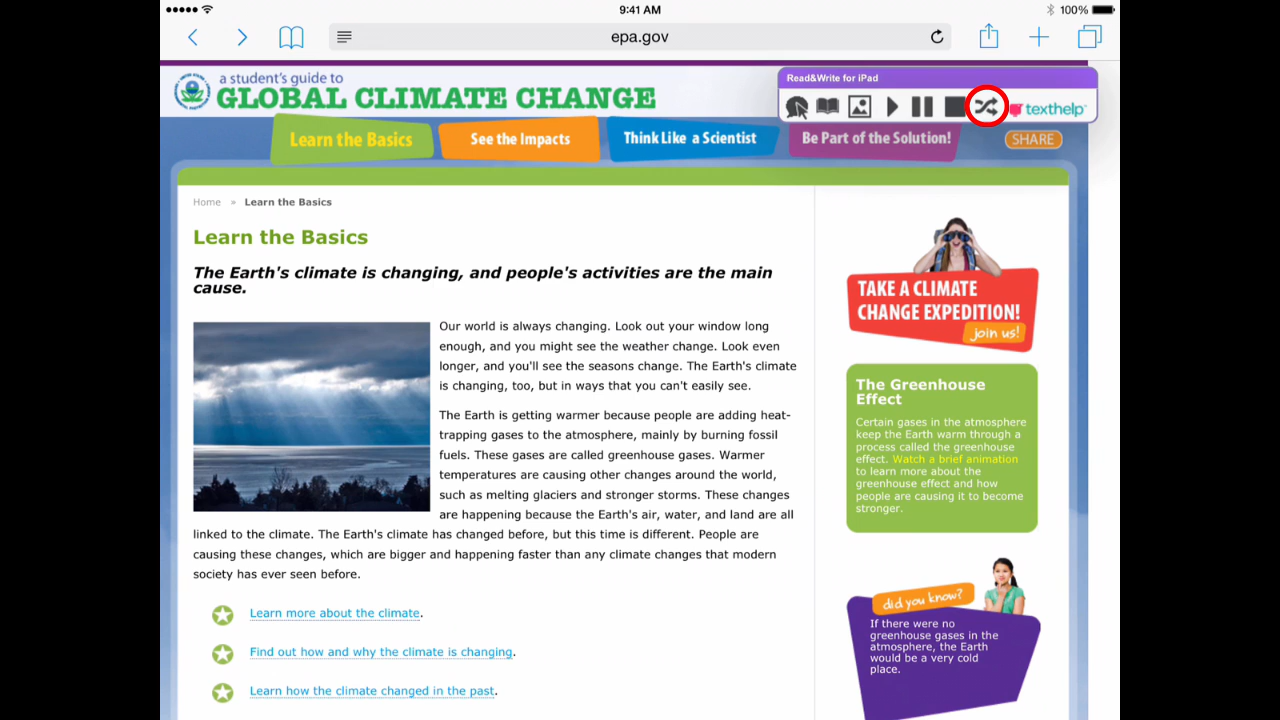 9:41 AM
100%
epa.gov
a student's guide to
GLOBAL CLIMATE CHANGE
Read&Write for iPad
texthelp
Learn the Basics
See the Impacts
Think Like a Scientist
Be Part of the Solution!
SHARE
Home » Learn the Basics
Learn the Basics
The Earth's climate is changing, and people's activities are the main
cause.
Our world is always changing. Look out your window long
enough, and you might see the weather change. Look even
longer, and you'll see the seasons change. The Earth's climate
is changing, too, but in ways that you can't easily see.
The Earth is getting warmer because people are adding heat-
trapping gases to the atmosphere, mainly by burning fossil
fuels. These gases are called greenhouse gases. Warmer
temperatures are causing other changes around the world,
such as melting glaciers and stronger storms. These changes
are happening because the Earth's air, water, and land are all
linked to the climate. The Earth's climate has changed before, but this time is different. People are
causing these changes, which are bigger and happening faster than any climate changes that modern
society has ever seen before.
Learn more about the climate.
Find out how and why the climate is changing.
Learn how the climate changed in the past.
TAKE A CLIMATE
CHANGE EXPEDITION!
join us!
The Greenhouse
Effect
Certain gases in the atmosphere
keep the Earth warm through a
process called the greenhouse
effect. Watch a brief animation
to learn more about the
greenhouse effect and how
people are causing it to become
stronger.
did you know?
If there were no
greenhouse gases in the
atmosphere, the Earth
would be a very cold
place.